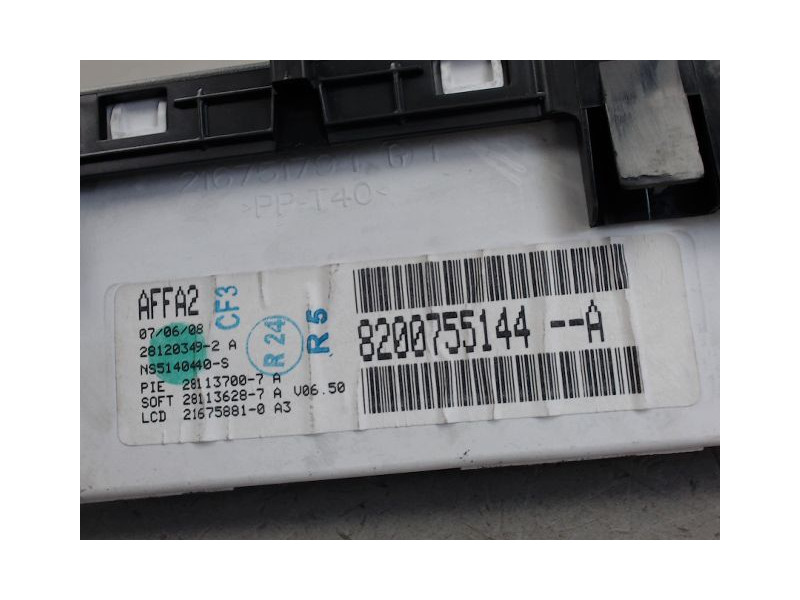 >PP-T40<
AFFA2
07/06/08
28120349-2 A
NS5140440-S
PIE 28113700-7 A
SOFT 28113628-7 A V06.50
LCD 21675881-0 A3
CF3
R 24
R 5
8200755144 --A